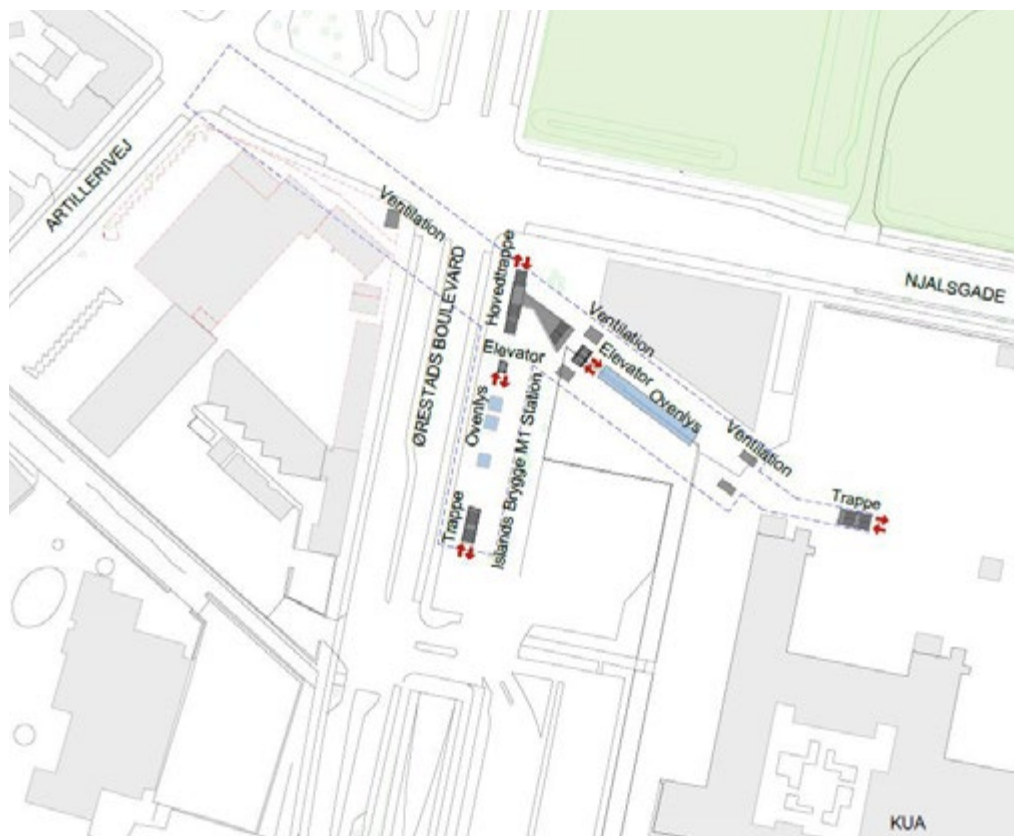 ARTILLERIVEJ
Ventilation
ØRESTADS BOULEVARD
Hovedtrappe
NJALSGADE
Ventilation
Elevator
Elevator
Ovenlys
Ovenlys
Islands Brygge M1 Station
Ventilation
Trappe
Trappe
KUA